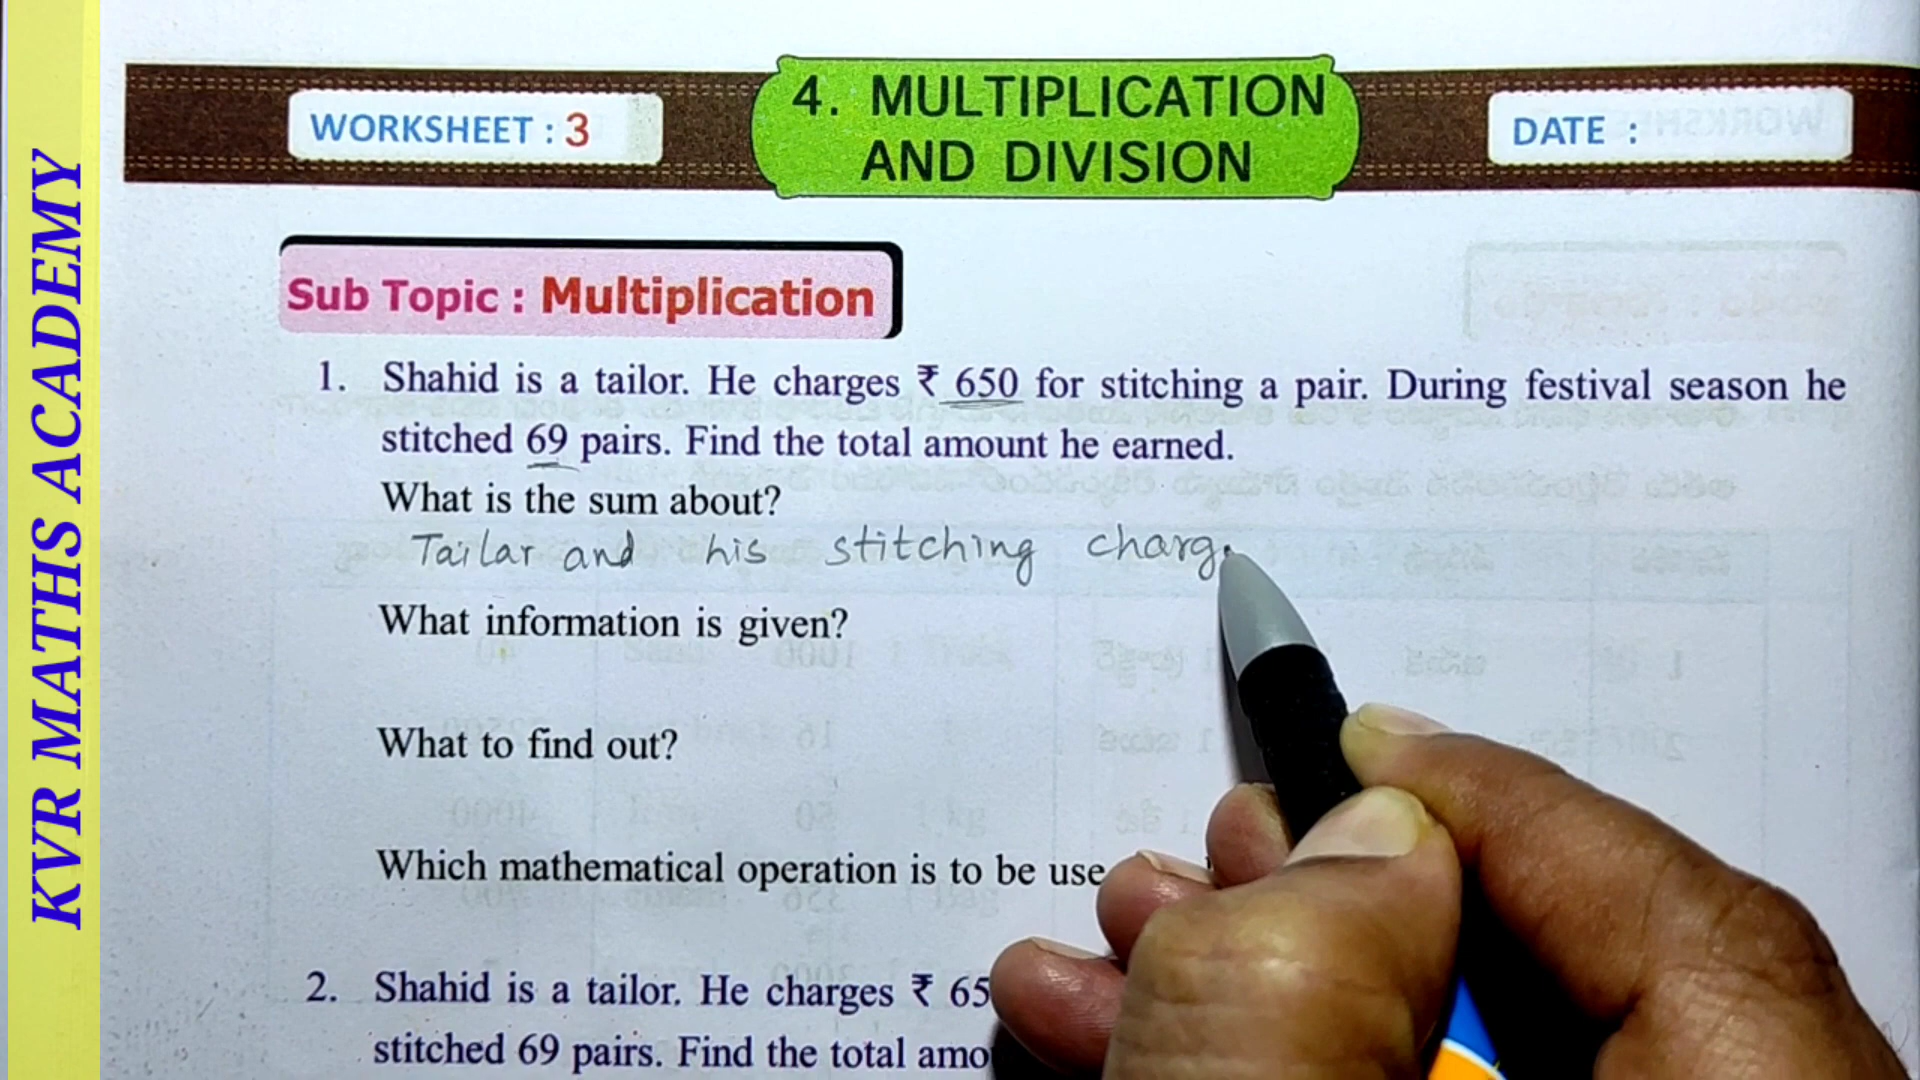 KVR MATHS ACADEMY
WORKSHEET : 3
4. MULTIPLICATION
AND DIVISION
DATE :
Sub Topic : Multiplication
1. Shahid is a tailor. He charges ₹ 650 for stitching a pair. During festival season he
stitched 69 pairs. Find the total amount he earned.
What is the sum about?
Tailar and his stitching charg
What information is given?
What to find out?
Which mathematical operation is to be use
2. Shahid is a tailor. He charges ₹ 65
stitched 69 pairs. Find the total amo